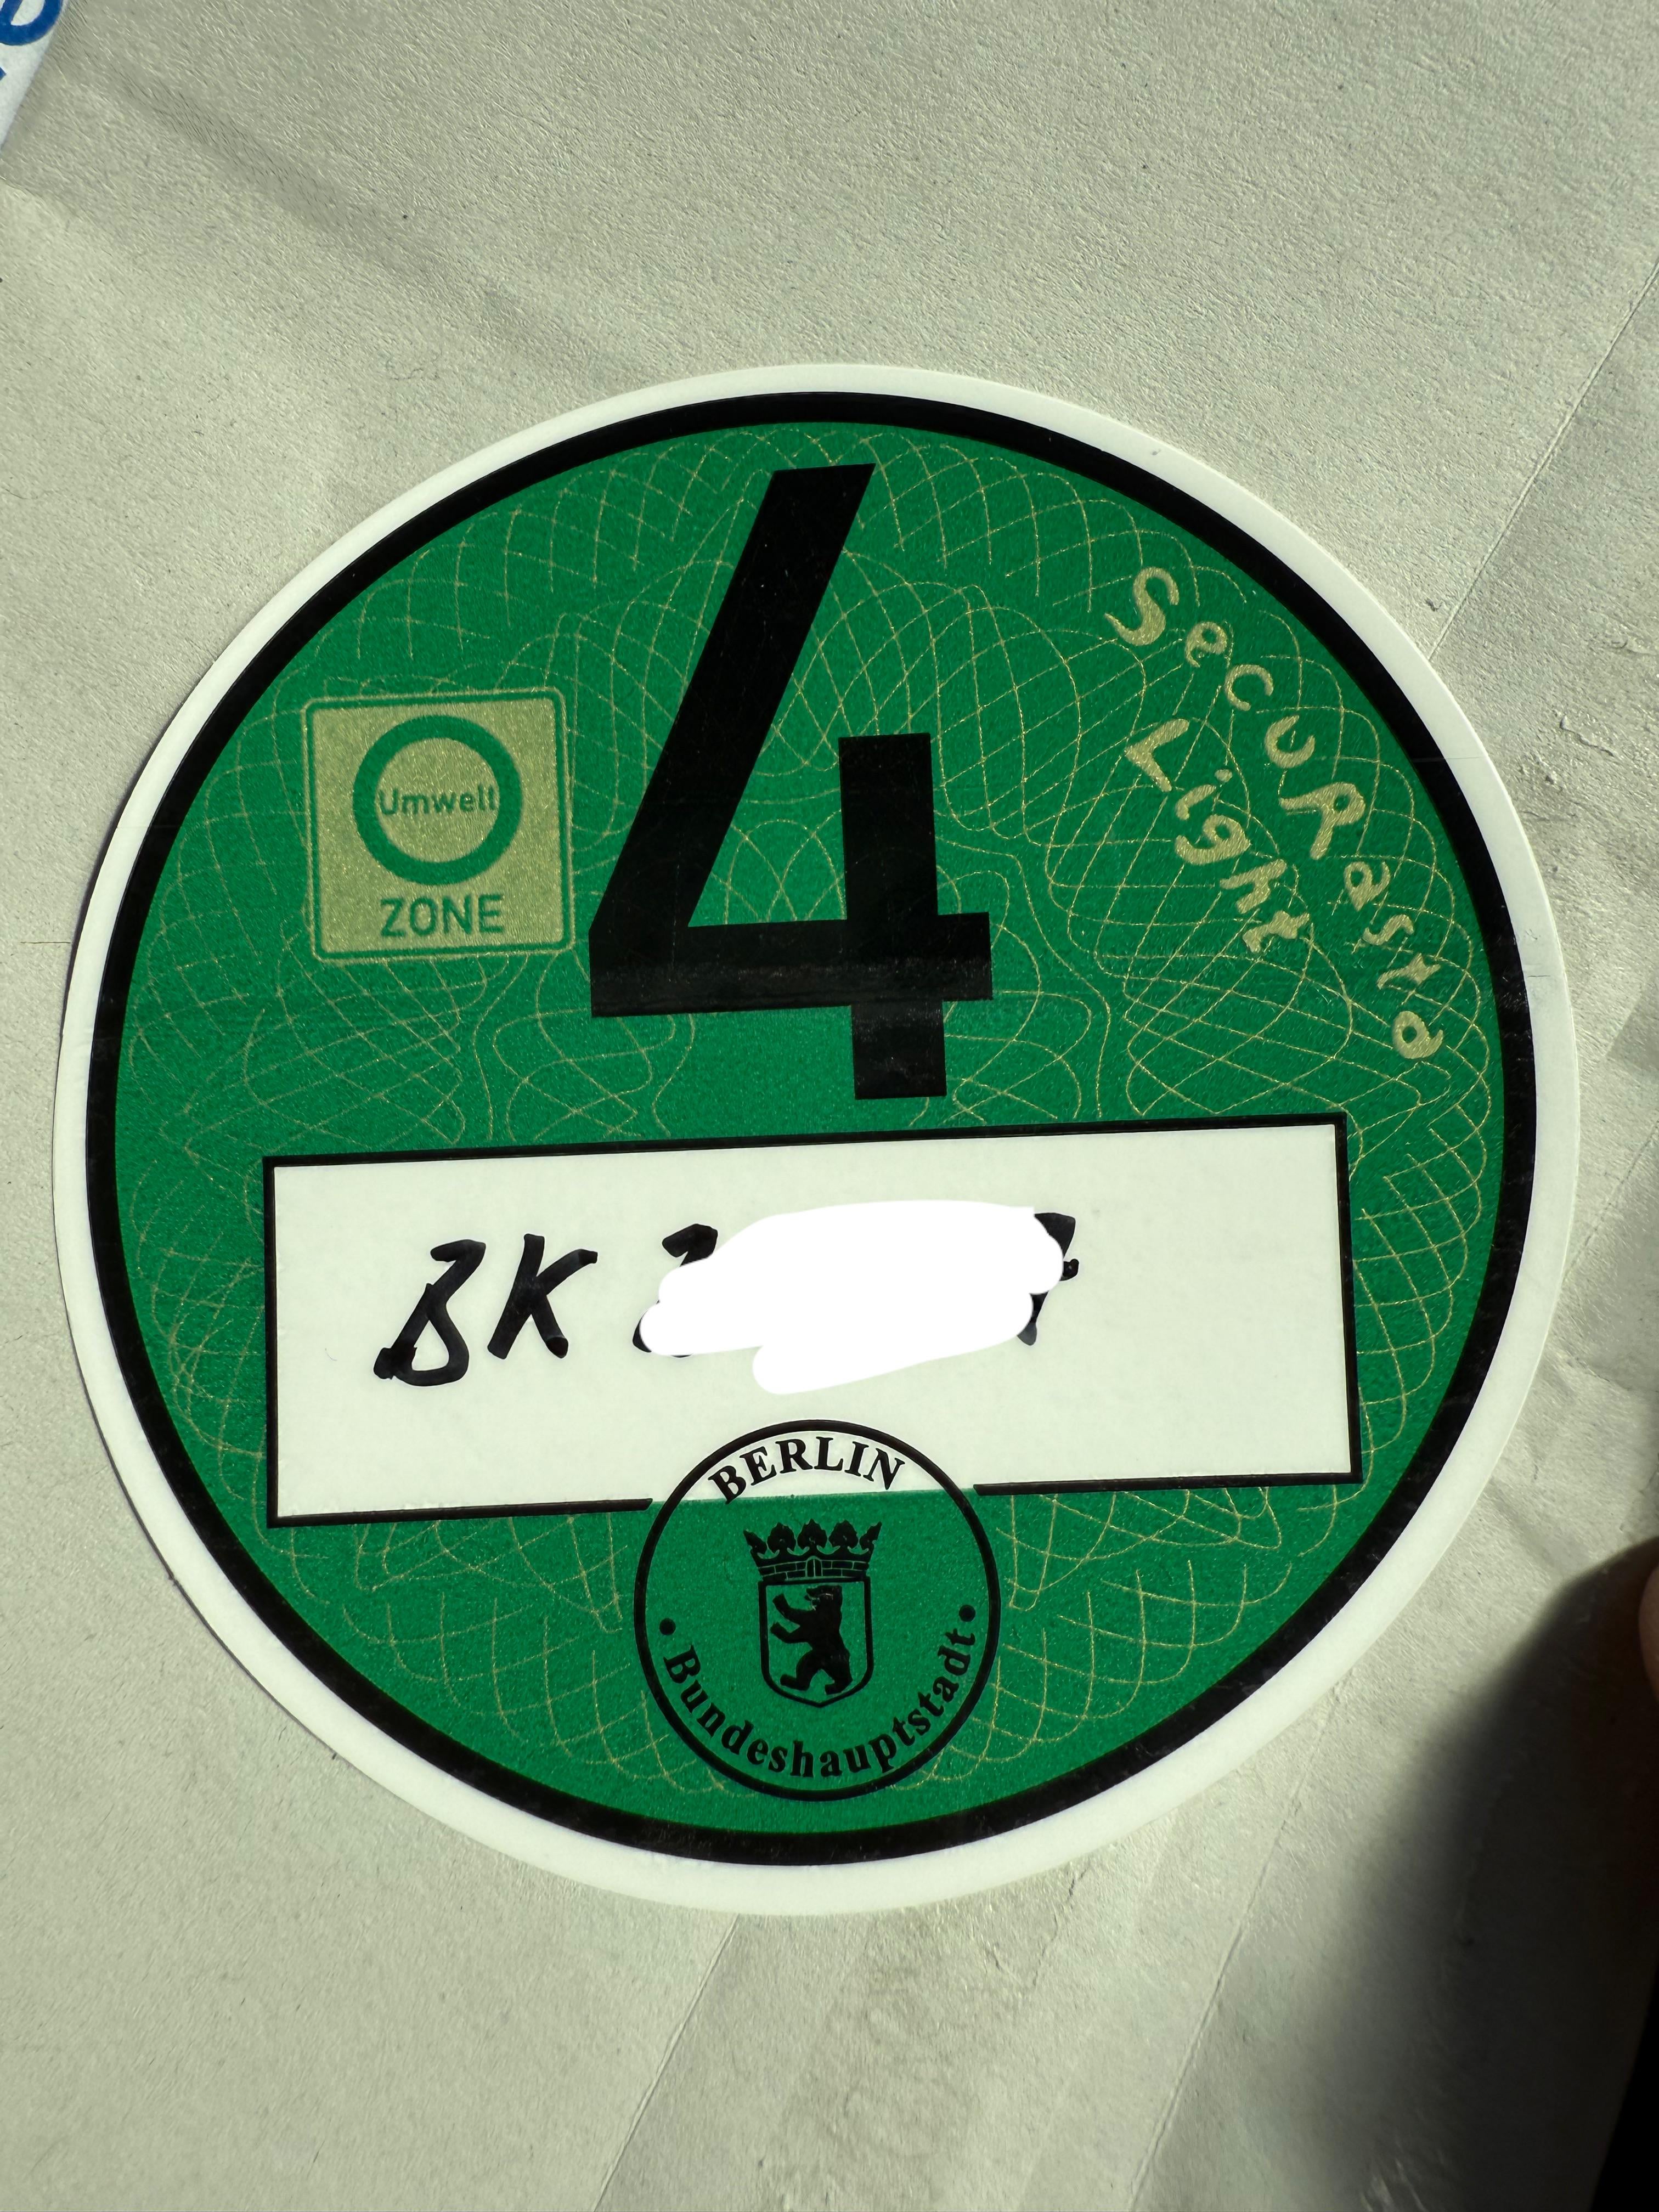 4
SecuRasta
Light
Umwelt
ZONE
BK
BERLIN
Bundeshauptstadt